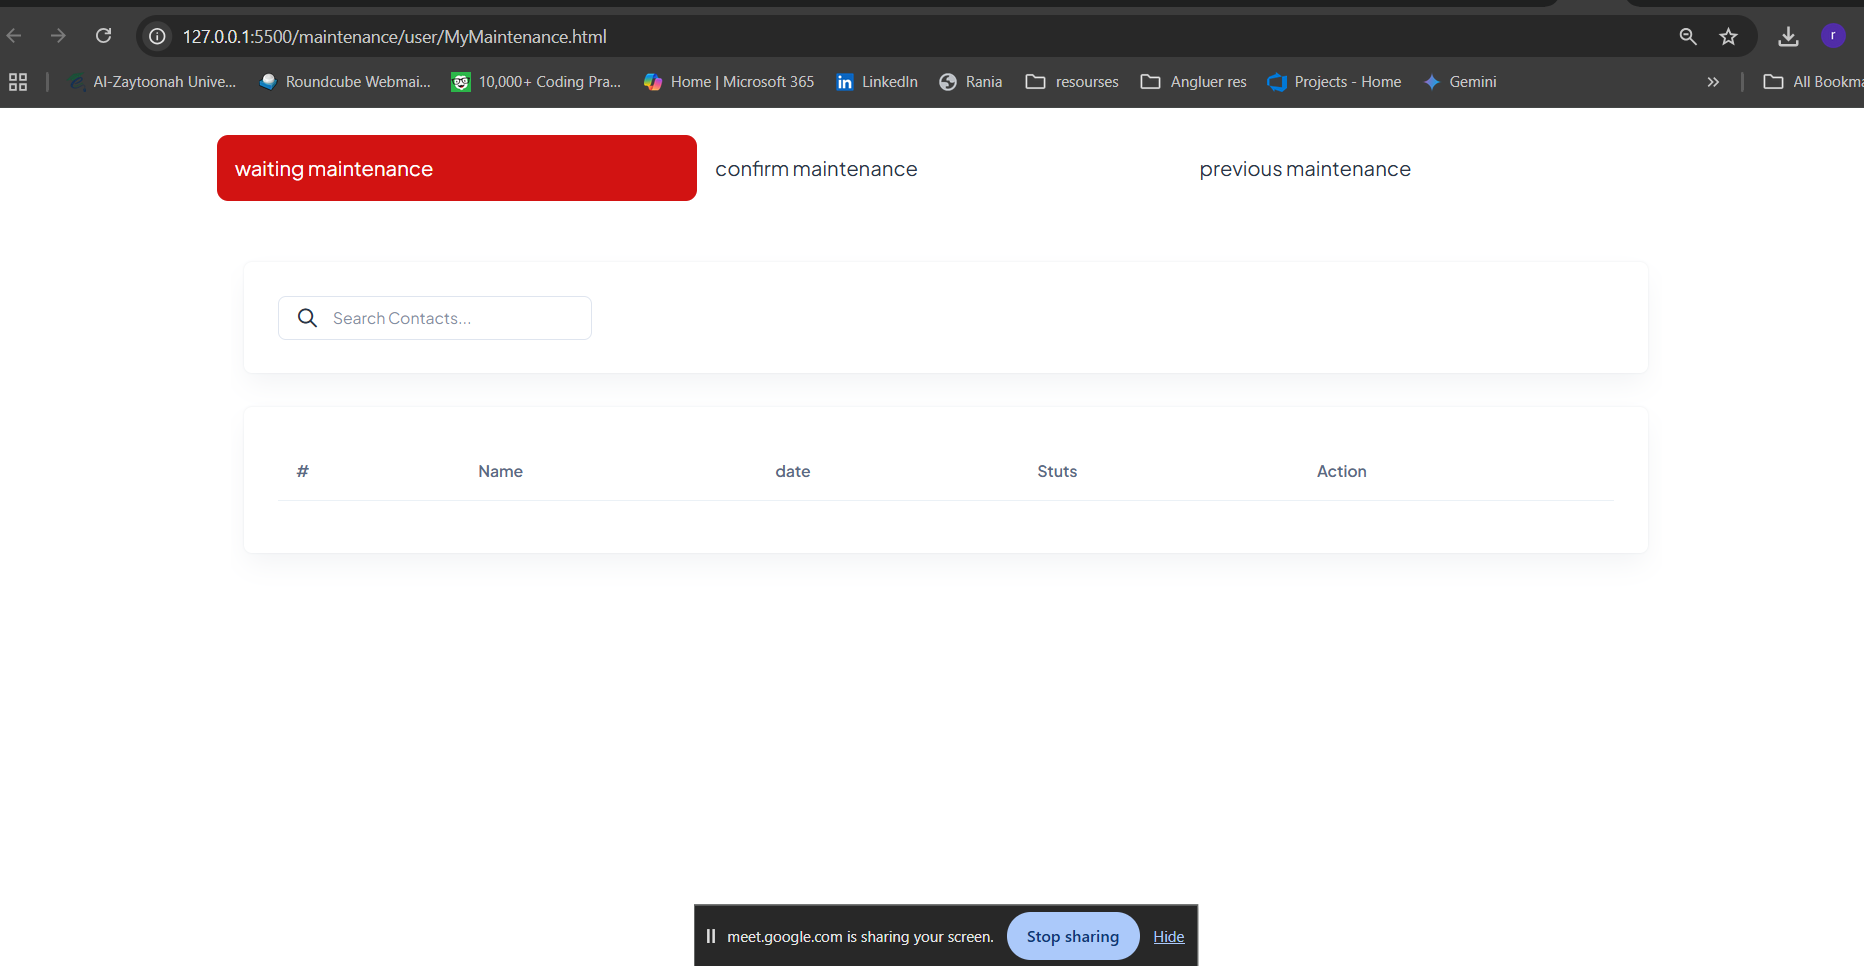 127.0.0.1:5500/maintenance/user/MyMaintenance.html
r
Al-Zaytoonah Unive... Roundcube Webmai... 10,000+ Coding Pra... Home | Microsoft 365 LinkedIn Rania resourses Angluer res Projects - Home Gemini » All Bookma
waiting maintenance confirm maintenance previous maintenance
Search Contacts...
# Name date Stuts Action
meet.google.com is sharing your screen. Stop sharing Hide